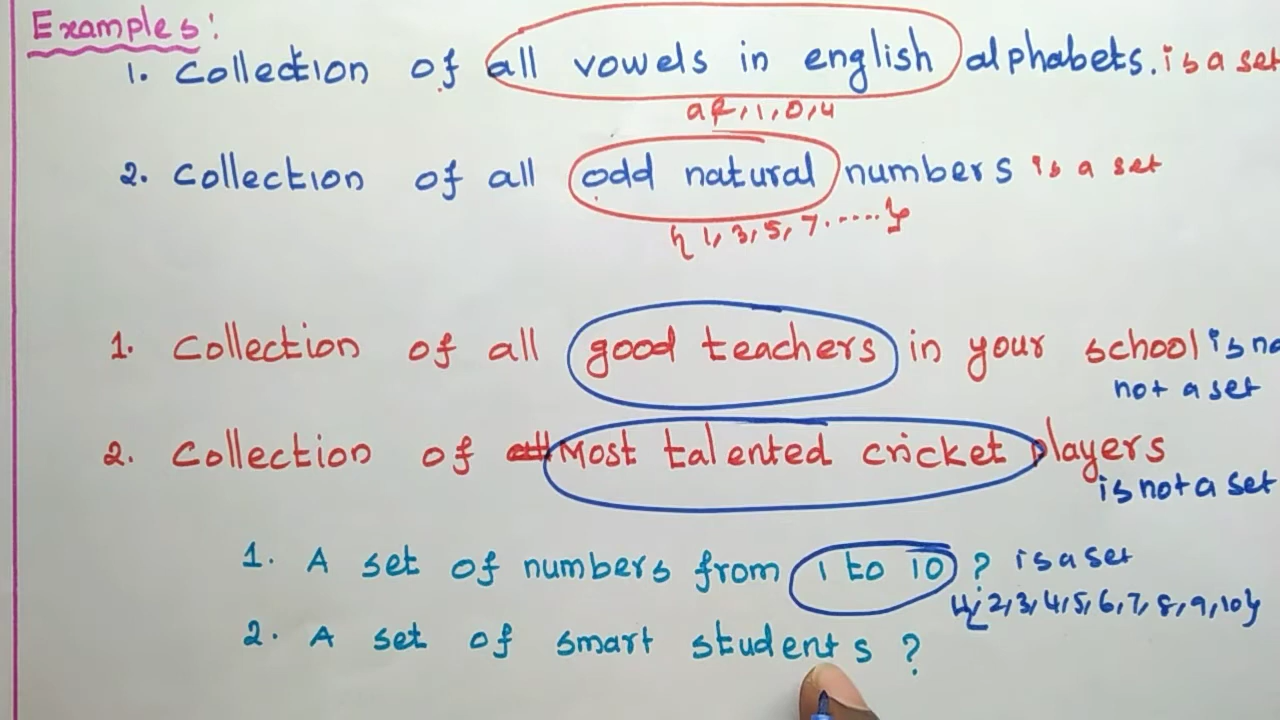 Examples:
1. Collection of all vowels in english alphabets. is a set
a e, i, o, u
2. Collection of all odd natural numbers is a set
{ 1, 3, 5, 7.....}
1. Collection of all good teachers in your school is no
not a set
2. Collection of Most talented cricket players
is not a set
1. A set of numbers from 1 to 10 ? is a set
2, 3, 4, 5, 6, 7, 8, 9, 10}
2. A set of smart students ?